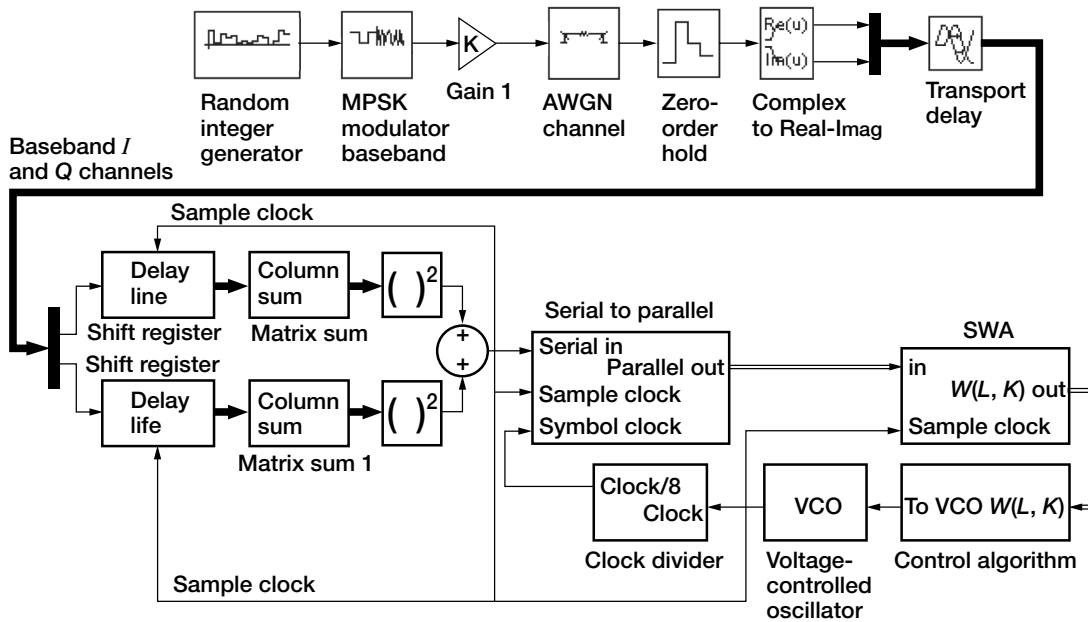 K
Re(u)
Im(u)
Random
integer
generator
MPSK
modulator
baseband
Gain 1
AWGN
channel
Zero-
order
hold
Complex
to Real-Imag
Transport
delay
Baseband I
and Q channels
Sample clock
Delay
line
Column
sum
( )²
Shift register
Matrix sum
+
+
Shift register
Delay
life
Column
sum
( )²
Matrix sum 1
Serial to parallel
Serial in
Parallel out
Sample clock
Symbol clock
SWA
in
W(L, K) out
Sample clock
Clock/8
Clock
Clock divider
VCO
Voltage-
controlled
oscillator
To VCO W(L, K)
Control algorithm
Sample clock